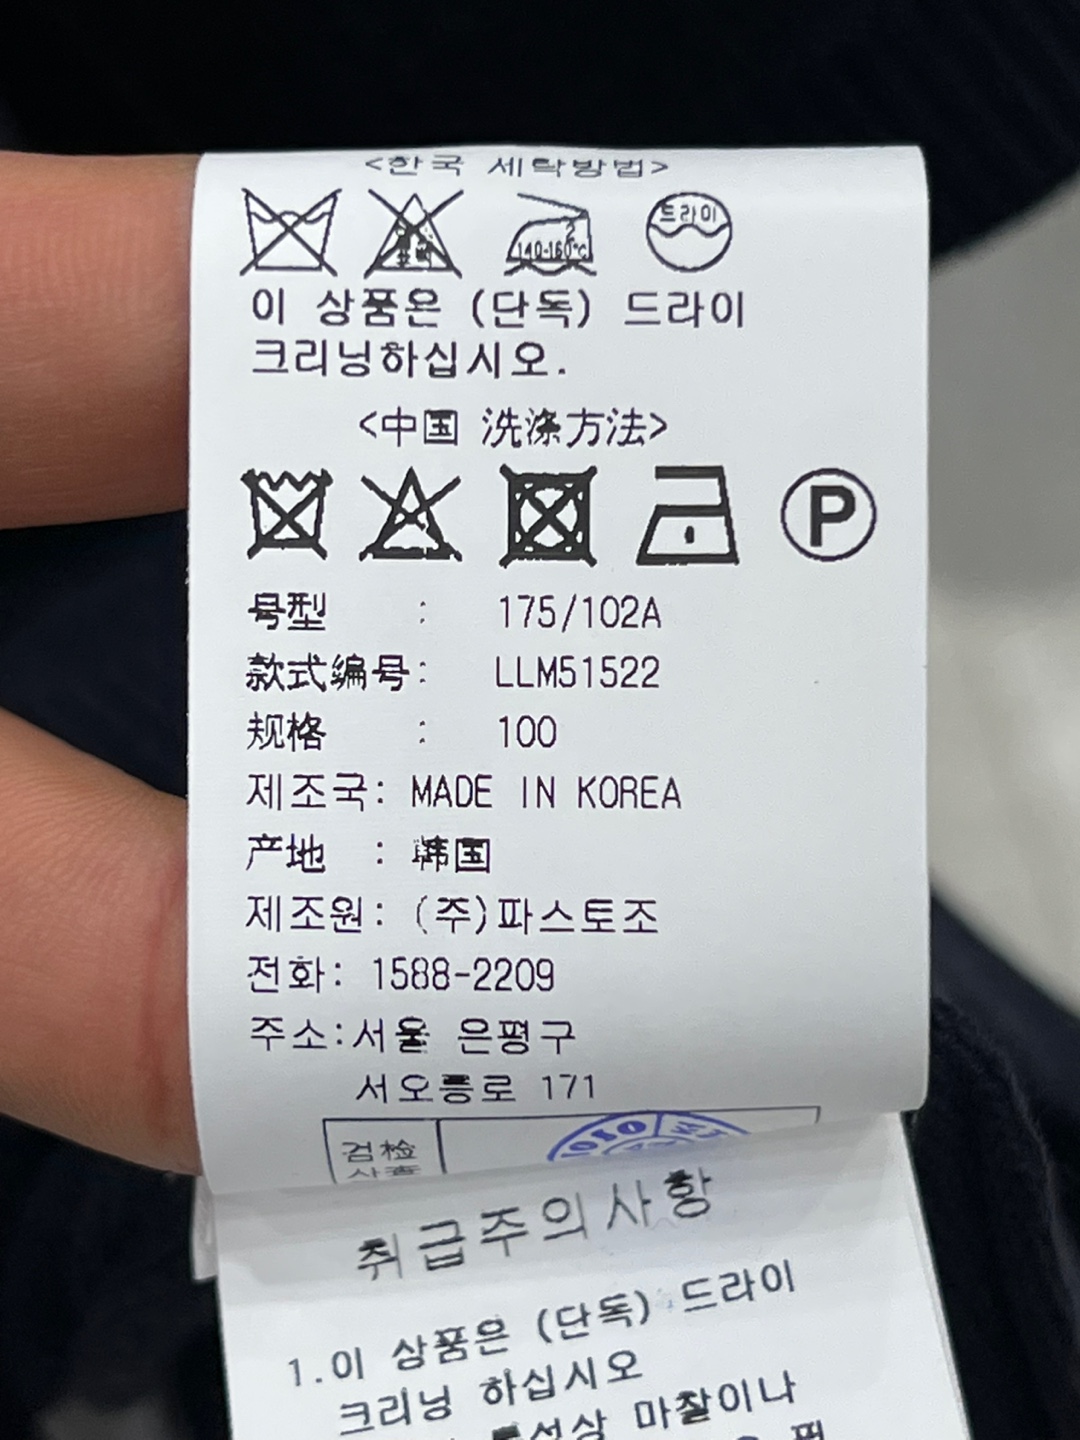 <한국 세탁방법>
140-160℃
2
드라이
이 상품은 (단독) 드라이
크리닝하십시오.
<中国 洗涤方法>
P
号型 : 175/102A
款式编号: LLM51522
规格 : 100
제조국: MADE IN KOREA
产地 : 韩国
제조원: (주)파스토조
전화: 1588-2209
주소:서울 은평구
서오릉로 171
검检
취급주의사항
1.이 상품은 (단독) 드라이
크리닝 하십시오
특성상 마찰이나